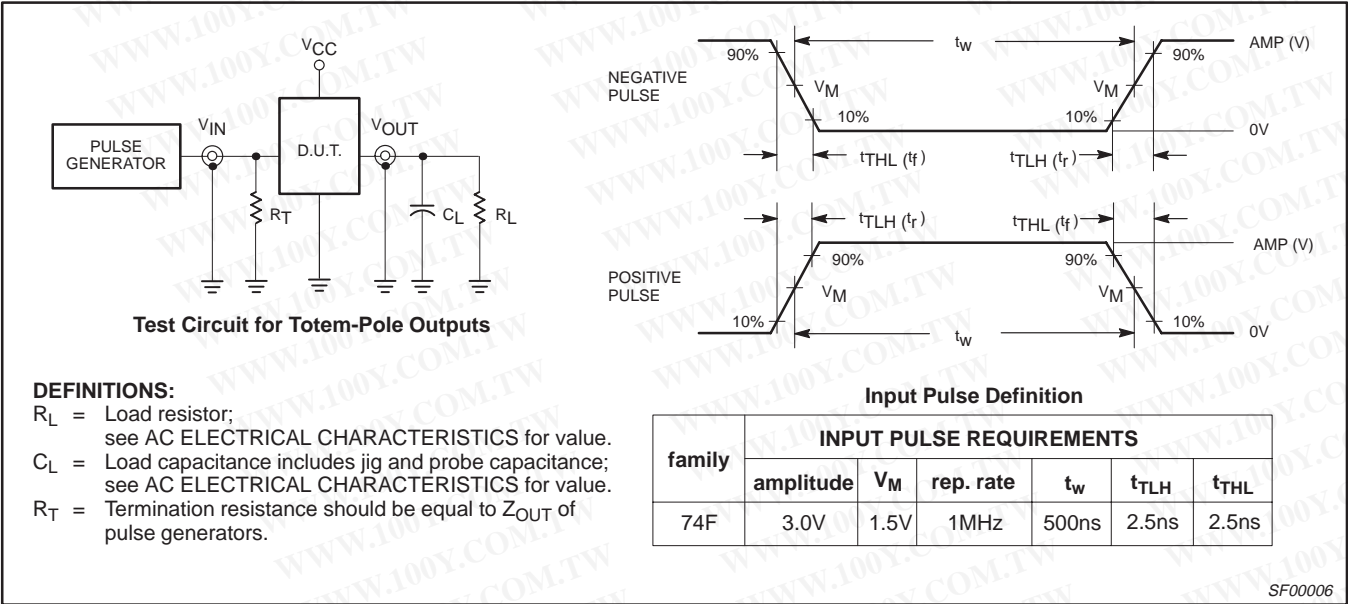 VCC
NEGATIVE
PULSE
90%
tw
90%
AMP (V)
VM
VM
10%
10%
0V
tTHL (tf)
tTLH (tr)
PULSE
GENERATOR
VIN
D.U.T.
VOUT
RT
CL
RL
Test Circuit for Totem-Pole Outputs
tTLH (tr)
tTHL (tf)
AMP (V)
POSITIVE
PULSE
90%
90%
VM
VM
10%
10%
tw
0V
DEFINITIONS:
RL = Load resistor;
see AC ELECTRICAL CHARACTERISTICS for value.
CL = Load capacitance includes jig and probe capacitance;
see AC ELECTRICAL CHARACTERISTICS for value.
RT = Termination resistance should be equal to ZOUT of
pulse generators.
Input Pulse Definition
family
INPUT PULSE REQUIREMENTS
amplitude VM rep. rate tw tTLH tTHL
74F 3.0V 1.5V 1MHz 500ns 2.5ns 2.5ns
SF00006
WWW.100Y.COM.TW